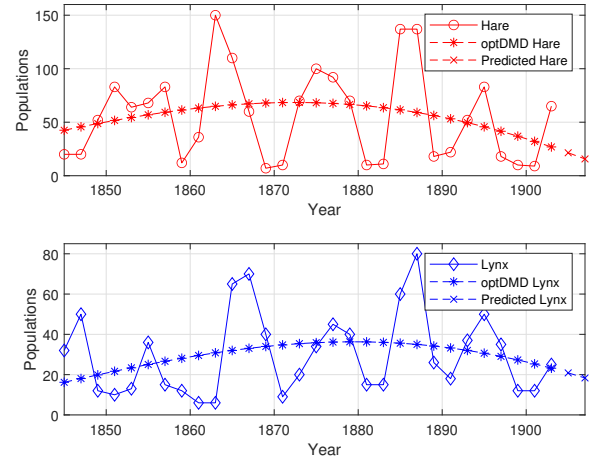 150
100
50
0
Populations
Hare
optDMD Hare
Predicted Hare
1850 1860 1870 1880 1890 1900
Year
80
60
40
20
0
Populations
Lynx
optDMD Lynx
Predicted Lynx
1850 1860 1870 1880 1890 1900
Year